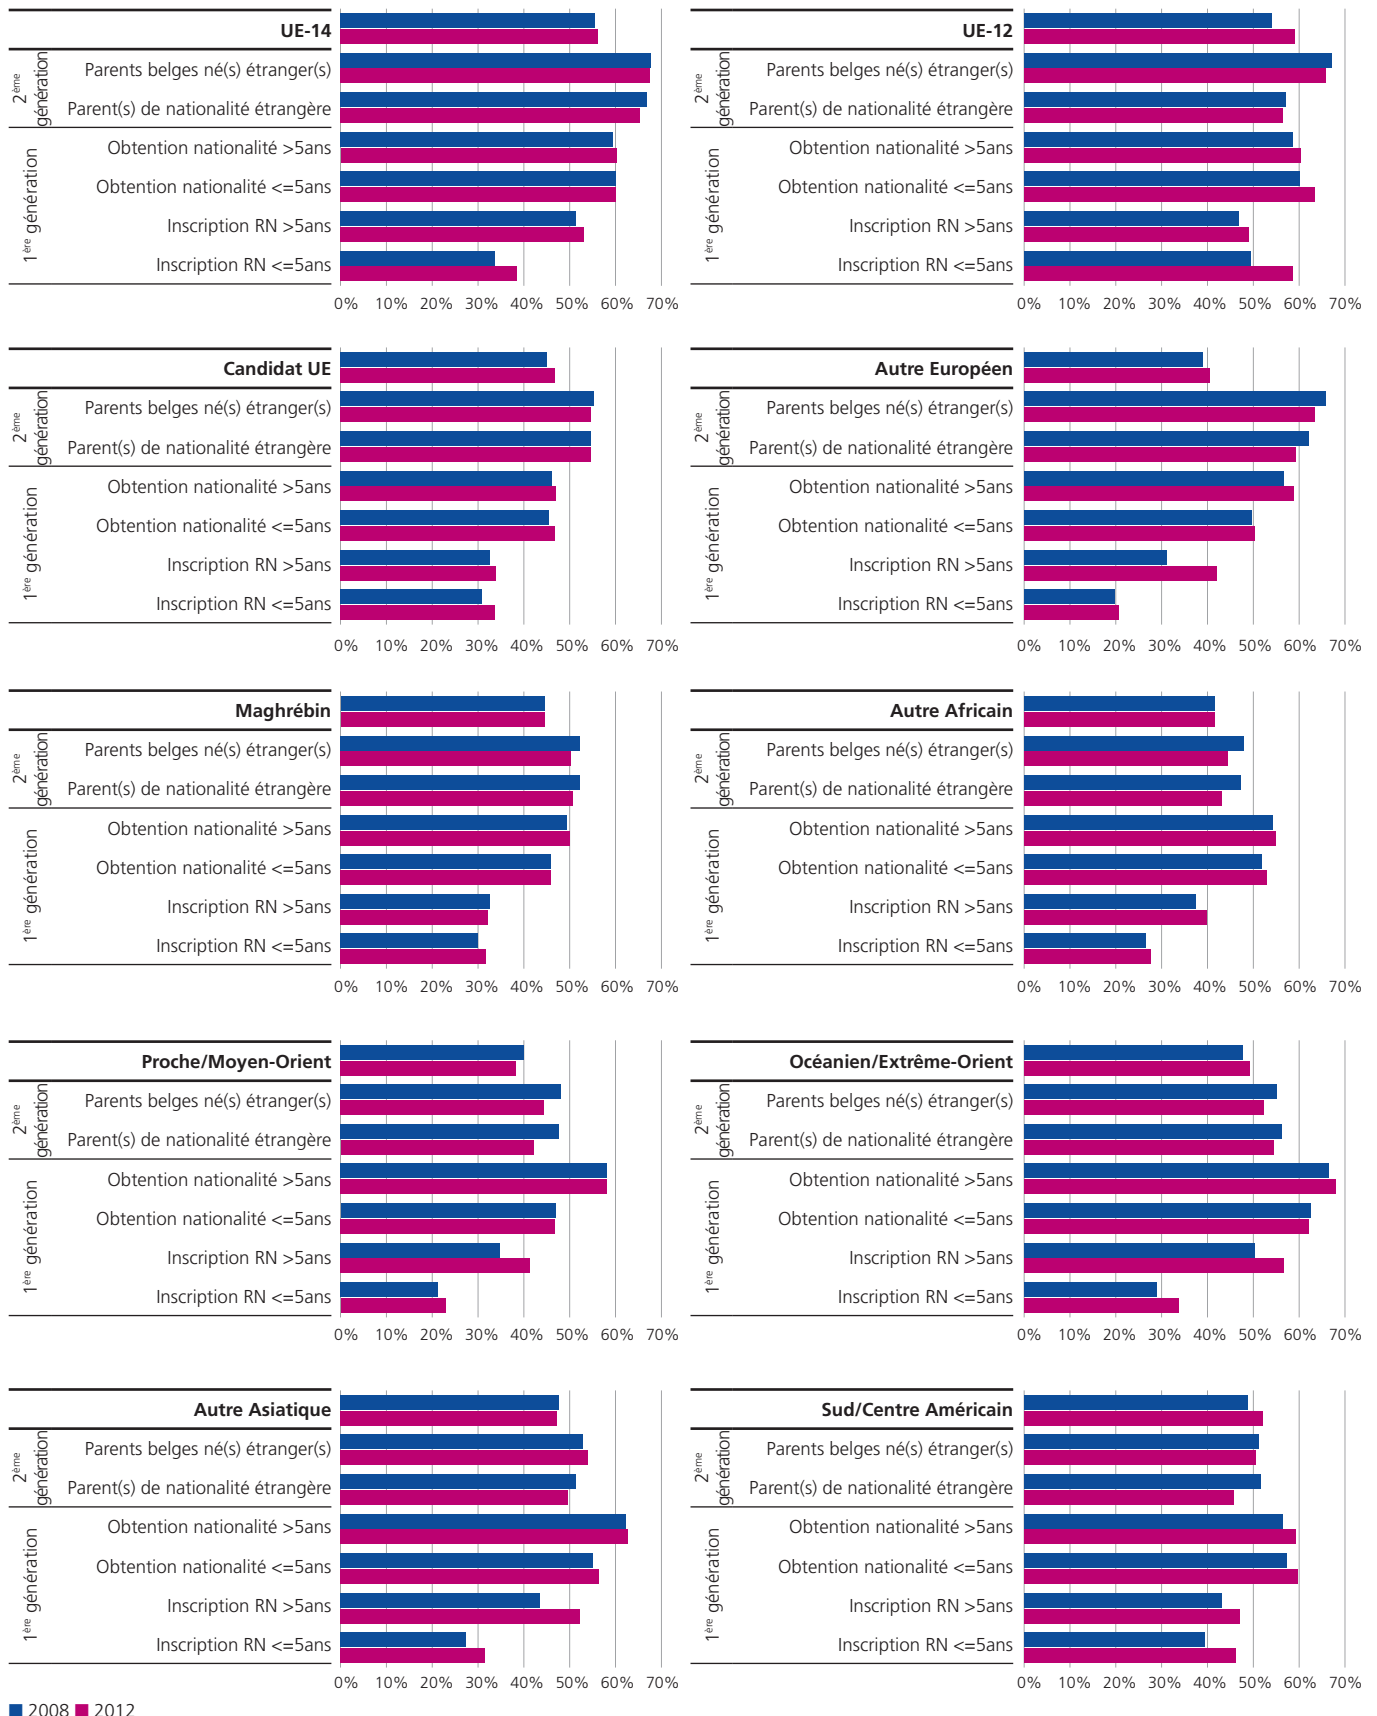 UE-14
2ème génération
Parents belges né(s) étranger(s)
Parent(s) de nationalité étrangère
1ère génération
Obtention nationalité >5ans
Obtention nationalité <=5ans
Inscription RN >5ans
Inscription RN <=5ans
0% 10% 20% 30% 40% 50% 60% 70%
UE-12
2ème génération
Parents belges né(s) étranger(s)
Parent(s) de nationalité étrangère
1ère génération
Obtention nationalité >5ans
Obtention nationalité <=5ans
Inscription RN >5ans
Inscription RN <=5ans
0% 10% 20% 30% 40% 50% 60% 70%
Candidat UE
2ème génération
Parents belges né(s) étranger(s)
Parent(s) de nationalité étrangère
1ère génération
Obtention nationalité >5ans
Obtention nationalité <=5ans
Inscription RN >5ans
Inscription RN <=5ans
0% 10% 20% 30% 40% 50% 60% 70%
Autre Européen
2ème génération
Parents belges né(s) étranger(s)
Parent(s) de nationalité étrangère
1ère génération
Obtention nationalité >5ans
Obtention nationalité <=5ans
Inscription RN >5ans
Inscription RN <=5ans
0% 10% 20% 30% 40% 50% 60% 70%
Maghrébin
2ème génération
Parents belges né(s) étranger(s)
Parent(s) de nationalité étrangère
1ère génération
Obtention nationalité >5ans
Obtention nationalité <=5ans
Inscription RN >5ans
Inscription RN <=5ans
0% 10% 20% 30% 40% 50% 60% 70%
Autre Africain
2ème génération
Parents belges né(s) étranger(s)
Parent(s) de nationalité étrangère
1ère génération
Obtention nationalité >5ans
Obtention nationalité <=5ans
Inscription RN >5ans
Inscription RN <=5ans
0% 10% 20% 30% 40% 50% 60% 70%
Proche/Moyen-Orient
2ème génération
Parents belges né(s) étranger(s)
Parent(s) de nationalité étrangère
1ère génération
Obtention nationalité >5ans
Obtention nationalité <=5ans
Inscription RN >5ans
Inscription RN <=5ans
0% 10% 20% 30% 40% 50% 60% 70%
Océanien/Extrême-Orient
2ème génération
Parents belges né(s) étranger(s)
Parent(s) de nationalité étrangère
1ère génération
Obtention nationalité >5ans
Obtention nationalité <=5ans
Inscription RN >5ans
Inscription RN <=5ans
0% 10% 20% 30% 40% 50% 60% 70%
Autre Asiatique
2ème génération
Parents belges né(s) étranger(s)
Parent(s) de nationalité étrangère
1ère génération
Obtention nationalité >5ans
Obtention nationalité <=5ans
Inscription RN >5ans
Inscription RN <=5ans
0% 10% 20% 30% 40% 50% 60% 70%
Sud/Centre Américain
2ème génération
Parents belges né(s) étranger(s)
Parent(s) de nationalité étrangère
1ère génération
Obtention nationalité >5ans
Obtention nationalité <=5ans
Inscription RN >5ans
Inscription RN <=5ans
0% 10% 20% 30% 40% 50% 60% 70%
2008 2012